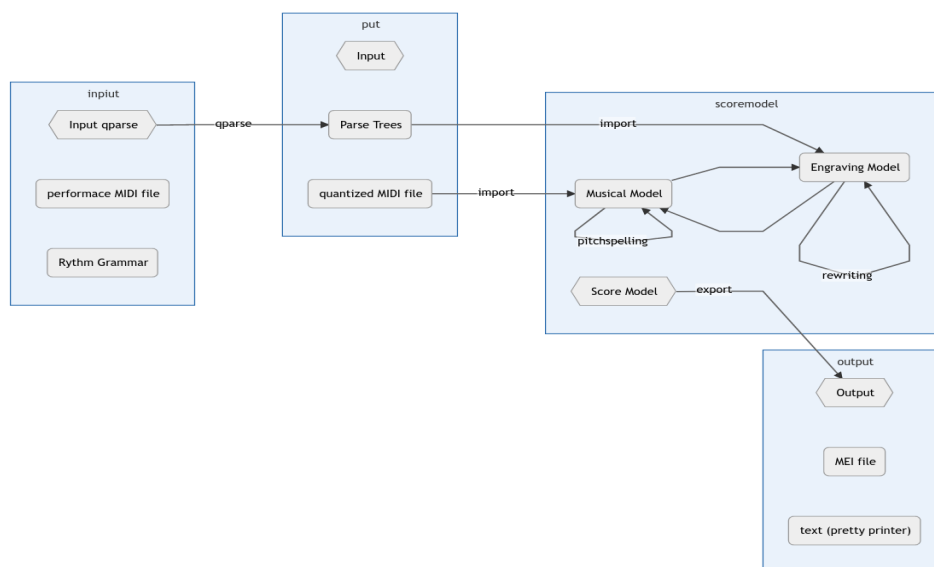 inpiut
Input qparse
performace MIDI file
Rythm Grammar
qparse
put
Input
Parse Trees
quantized MIDI file
import
import
scoremodel
Engraving Model
Musical Model
pitchspelling
rewriting
Score Model
export
output
Output
MEI file
text (pretty printer)